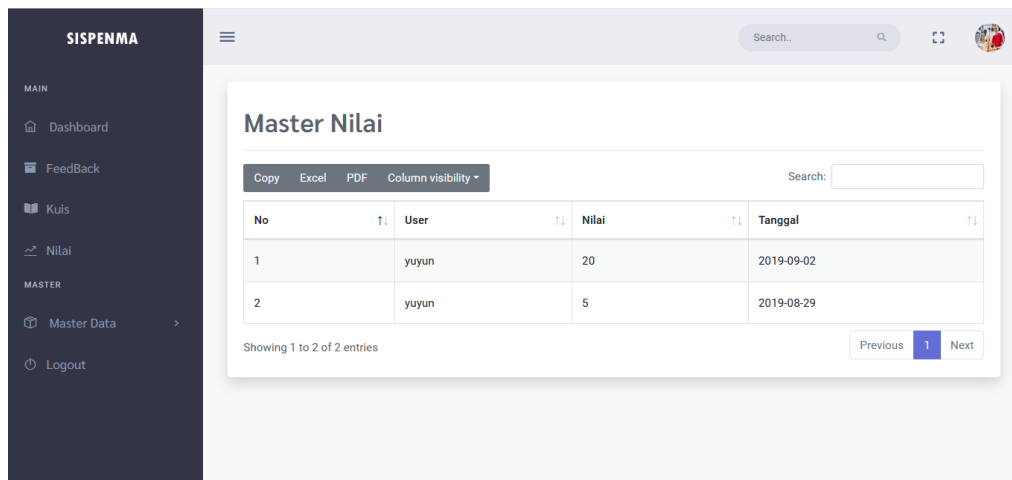 SISPENMA
Search..
MAIN
Dashboard
FeedBack
Kuis
Nilai
MASTER
Master Data
Logout
Master Nilai
Copy Excel PDF Column visibility
Search:
No User Nilai Tanggal
1 yuyun 20 2019-09-02
2 yuyun 5 2019-08-29
Showing 1 to 2 of 2 entries
Previous 1 Next